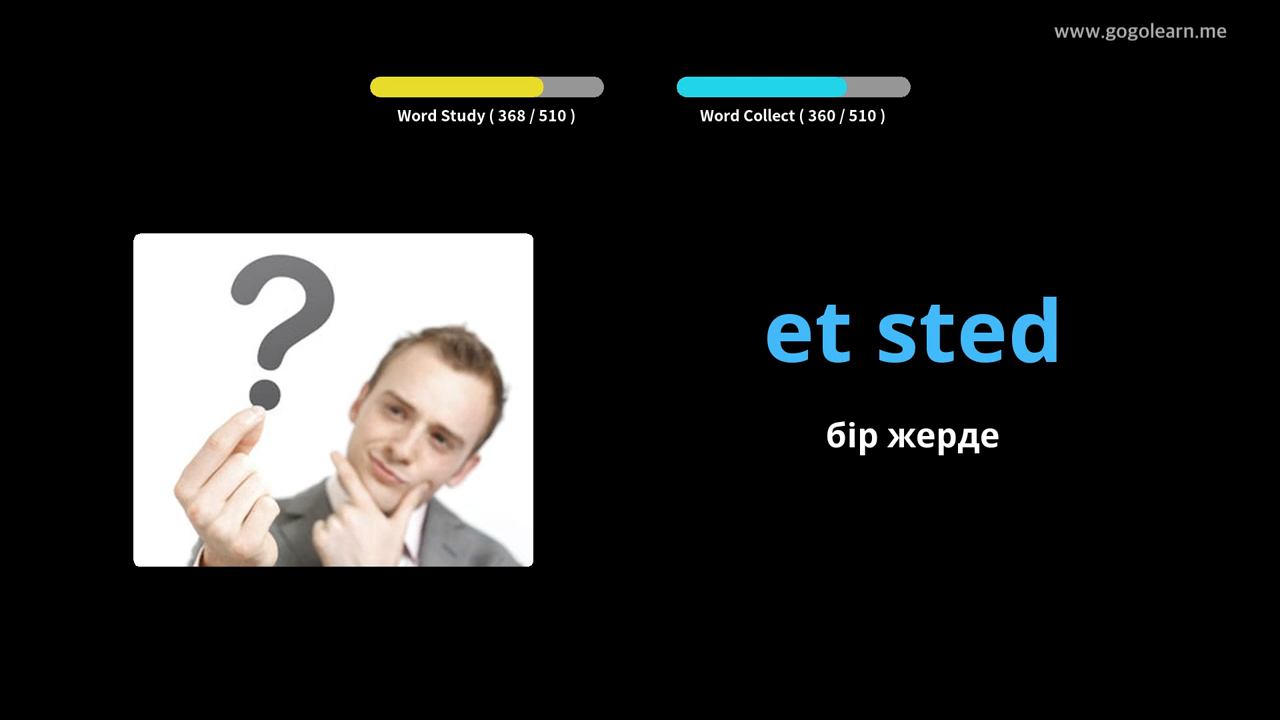 www.gogolearn.me
Word Study ( 368 / 510 )
Word Collect ( 360 / 510 )
?
et sted
бір жерде